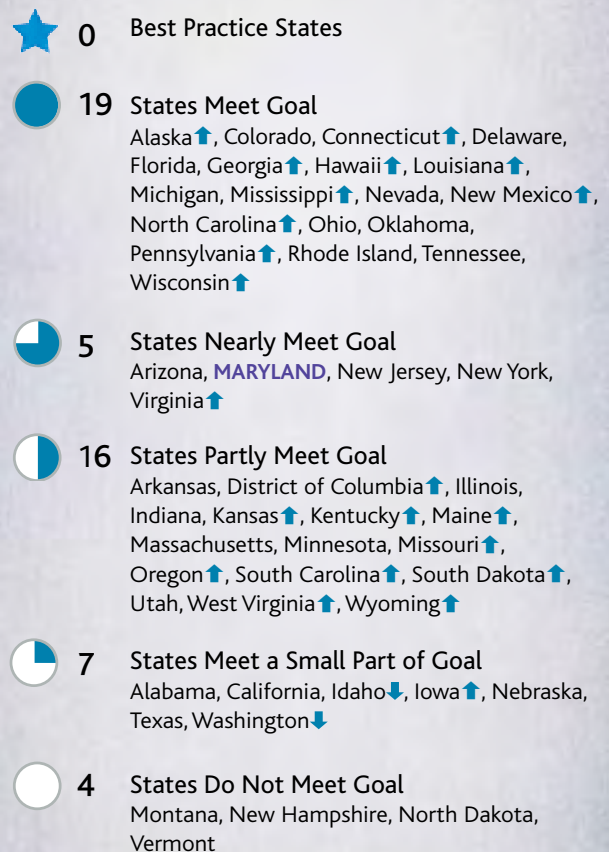 0 Best Practice States
19 States Meet Goal
Alaska⬆, Colorado, Connecticut⬆, Delaware,
Florida, Georgia⬆, Hawaii⬆, Louisiana⬆,
Michigan, Mississippi⬆, Nevada, New Mexico⬆,
North Carolina⬆, Ohio, Oklahoma,
Pennsylvania⬆, Rhode Island, Tennessee,
Wisconsin⬆
5 States Nearly Meet Goal
Arizona, MARYLAND, New Jersey, New York,
Virginia⬆
16 States Partly Meet Goal
Arkansas, District of Columbia⬆, Illinois,
Indiana, Kansas⬆, Kentucky⬆, Maine⬆,
Massachusetts, Minnesota, Missouri⬆,
Oregon⬆, South Carolina⬆, South Dakota⬆,
Utah, West Virginia⬆, Wyoming⬆
7 States Meet a Small Part of Goal
Alabama, California, Idaho⬇, Iowa⬆, Nebraska,
Texas, Washington⬇
4 States Do Not Meet Goal
Montana, New Hampshire, North Dakota,
Vermont